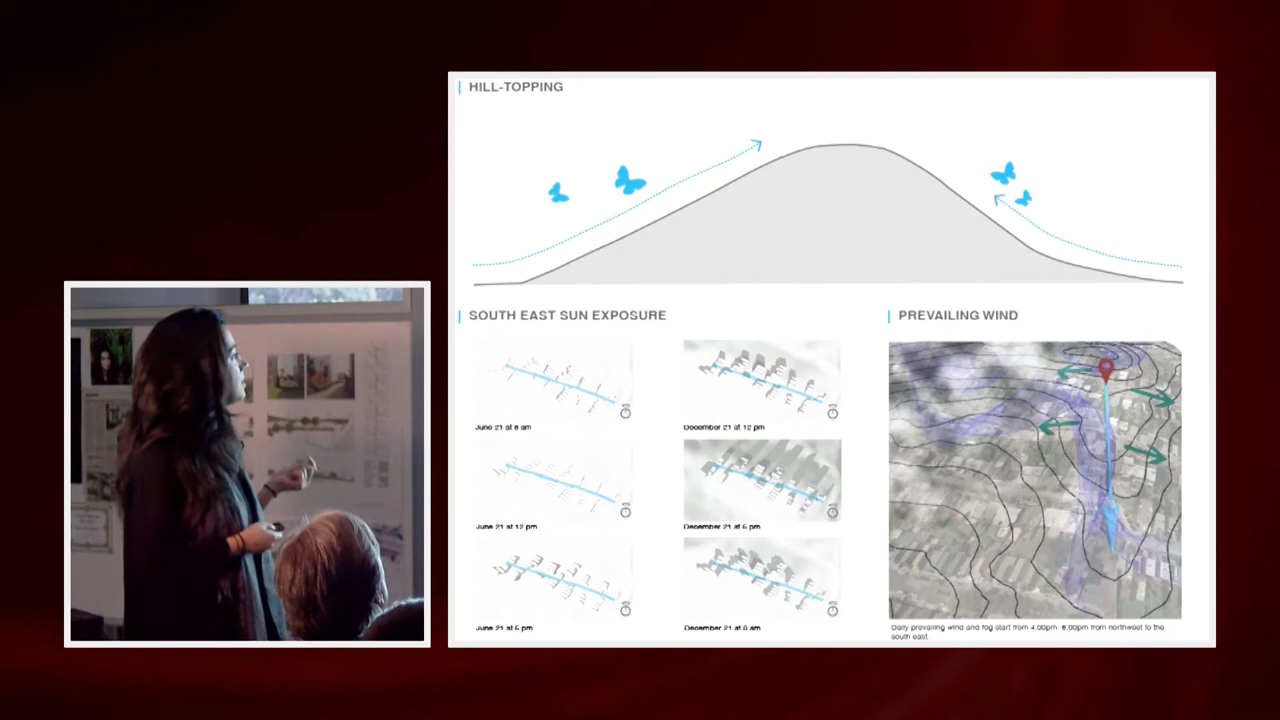 HILL-TOPPING
SOUTH EAST SUN EXPOSURE
PREVAILING WIND
June 21 at 8 am
December 21 at 12 pm
June 21 at 12 pm
December 21 at 6 pm
June 21 at 6 pm
December 21 at 8 am
Daily prevailing wind and fog start from 4:00pm- 6:00pm from northwest to the
south east.